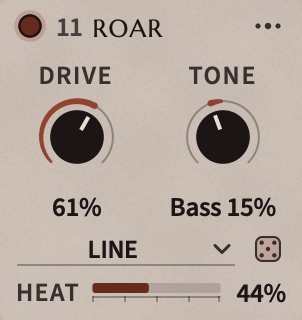 11 ROAR
DRIVE TONE
61% Bass 15%
LINE
HEAT 44%